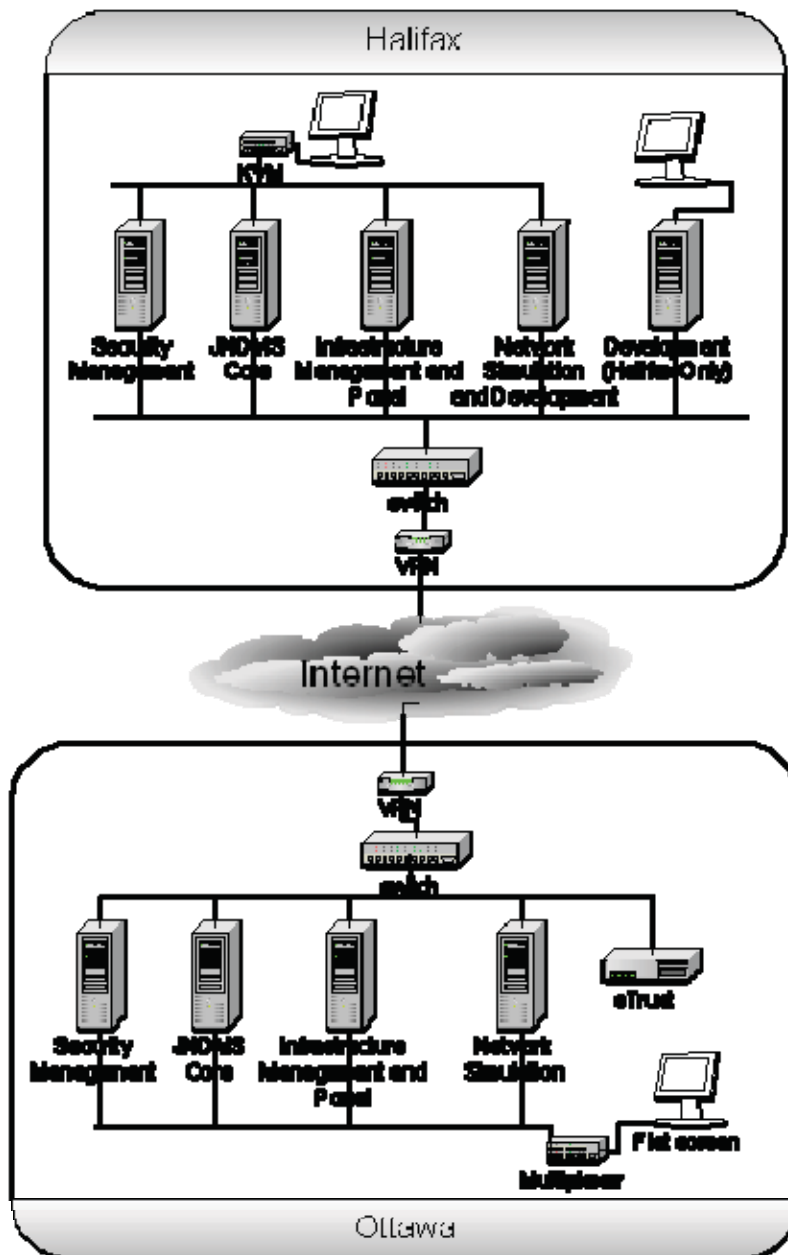 Halifax
KVM
Security
Management
JNDMS
Core
Infrastructure
Management and
Portal
Network
Simulation
and Development
Development
(Halifax Only)
switch
VPN
Internet
VPN
switch
Security
Management
JNDMS
Core
Infrastructure
Management and
Portal
Network
Simulation
eTrust
Multiplexer
Flat screen
Ottawa